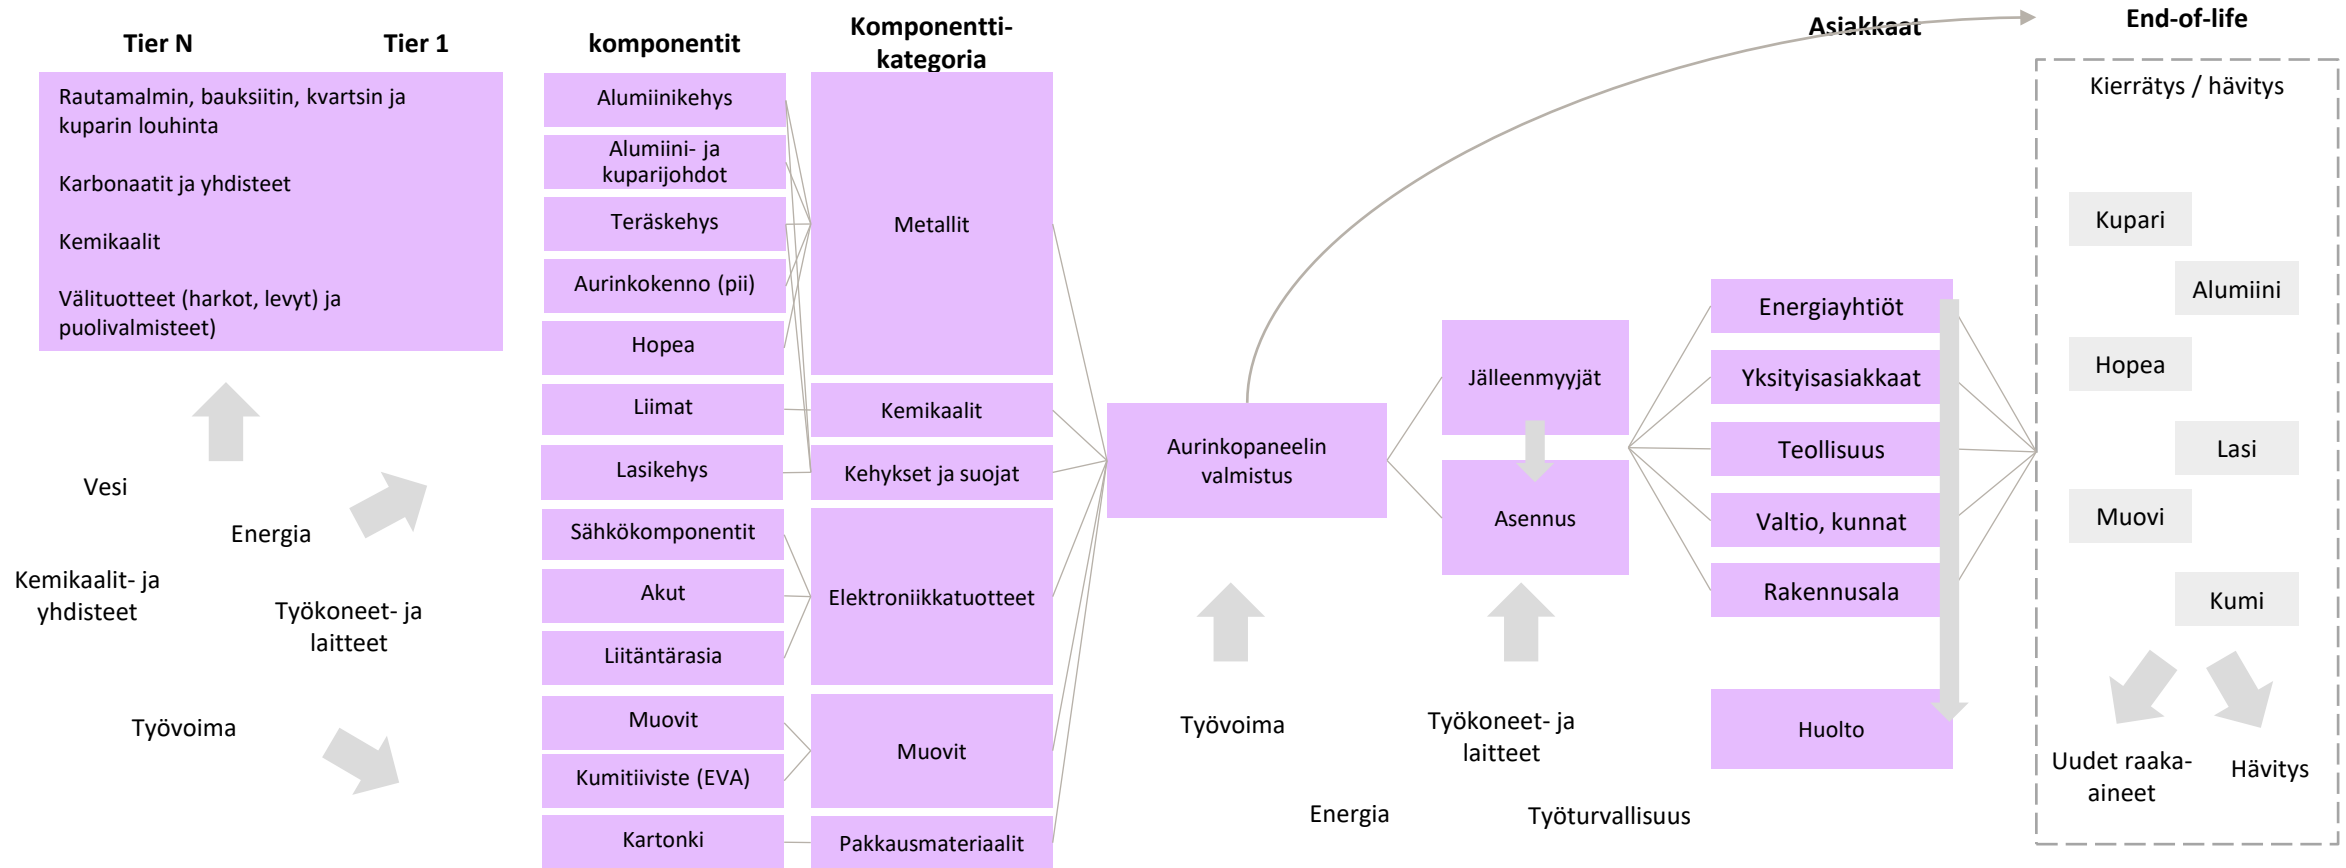 Tier N
Tier 1
komponentit
Komponentti-
kategoria
Asiakkaat
End-of-life
Rautamalmin, bauksiitin, kvartsin ja
kuparin louhinta
Karbonaatit ja yhdisteet
Kemikaalit
Välituotteet (harkot, levyt) ja
puolivalmisteet)
Vesi
Energia
Kemikaalit- ja
yhdisteet
Työkoneet- ja
laitteet
Työvoima
Alumiinikehys
Alumiini- ja
kuparijohdot
Teräskehys
Aurinkokenno (pii)
Hopea
Liimat
Lasikehys
Sähkökomponentit
Akut
Liitäntärasia
Muovit
Kumitiiviste (EVA)
Kartonki
Metallit
Kemikaalit
Kehykset ja suojat
Elektroniikkatuotteet
Muovit
Pakkausmateriaalit
Aurinkopaneelin
valmistus
Työvoima
Energia
Jälleenmyyjät
Asennus
Työkoneet- ja
laitteet
Työturvallisuus
Energiayhtiöt
Yksityisasiakkaat
Teollisuus
Valtio, kunnat
Rakennusala
Huolto
Kierrätys / hävitys
Kupari
Alumiini
Hopea
Lasi
Muovi
Kumi
Uudet raaka-
aineet
Hävitys